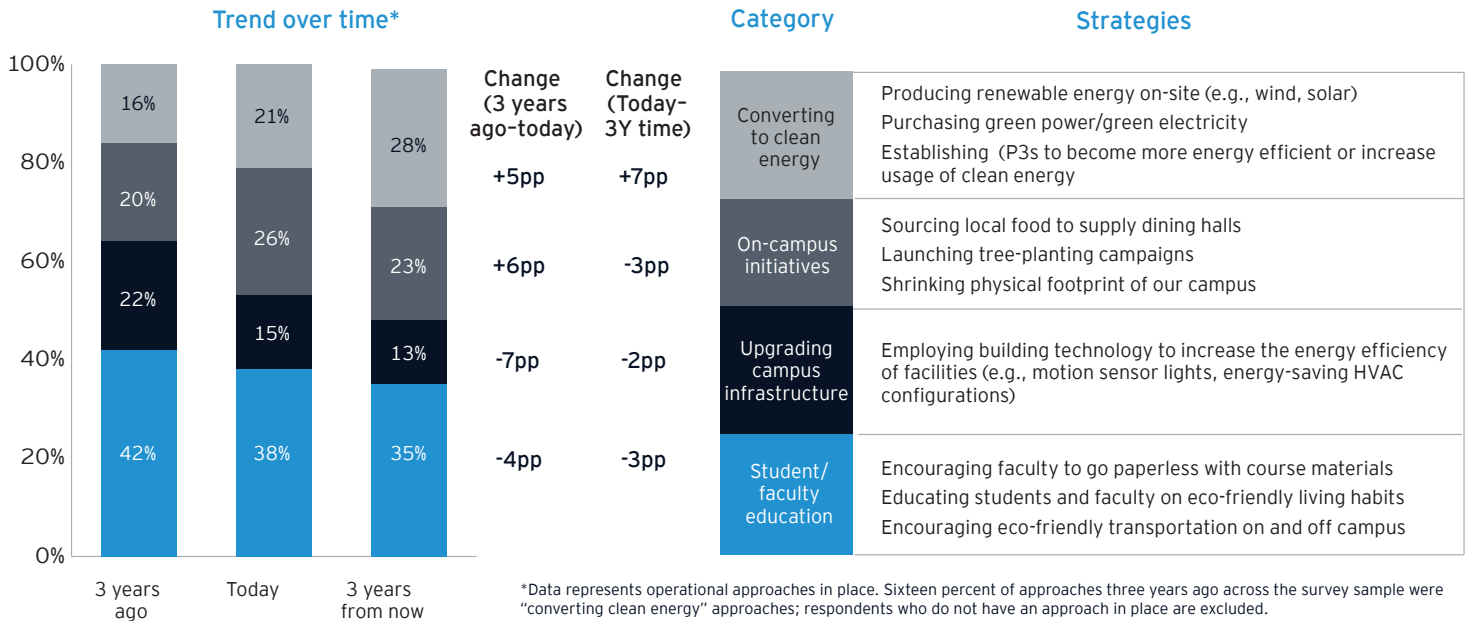 Trend over time*
Category
Strategies
100%
80%
60%
40%
20%
0%
16%
20%
22%
42%
21%
26%
15%
38%
28%
23%
13%
35%
3 years
ago
Today
3 years
from now
Change
(3 years
ago–today)
+5pp
+6pp
-7pp
-4pp
Change
(Today–
3Y time)
+7pp
-3pp
-2pp
-3pp
Converting
to clean
energy
Producing renewable energy on-site (e.g., wind, solar)
Purchasing green power/green electricity
Establishing (P3s to become more energy efficient or increase
usage of clean energy
On-campus
initiatives
Sourcing local food to supply dining halls
Launching tree-planting campaigns
Shrinking physical footprint of our campus
Upgrading
campus
infrastructure
Employing building technology to increase the energy efficiency
of facilities (e.g., motion sensor lights, energy-saving HVAC
configurations)
Student/
faculty
education
Encouraging faculty to go paperless with course materials
Educating students and faculty on eco-friendly living habits
Encouraging eco-friendly transportation on and off campus
*Data represents operational approaches in place. Sixteen percent of approaches three years ago across the survey sample were
“converting clean energy” approaches; respondents who do not have an approach in place are excluded.